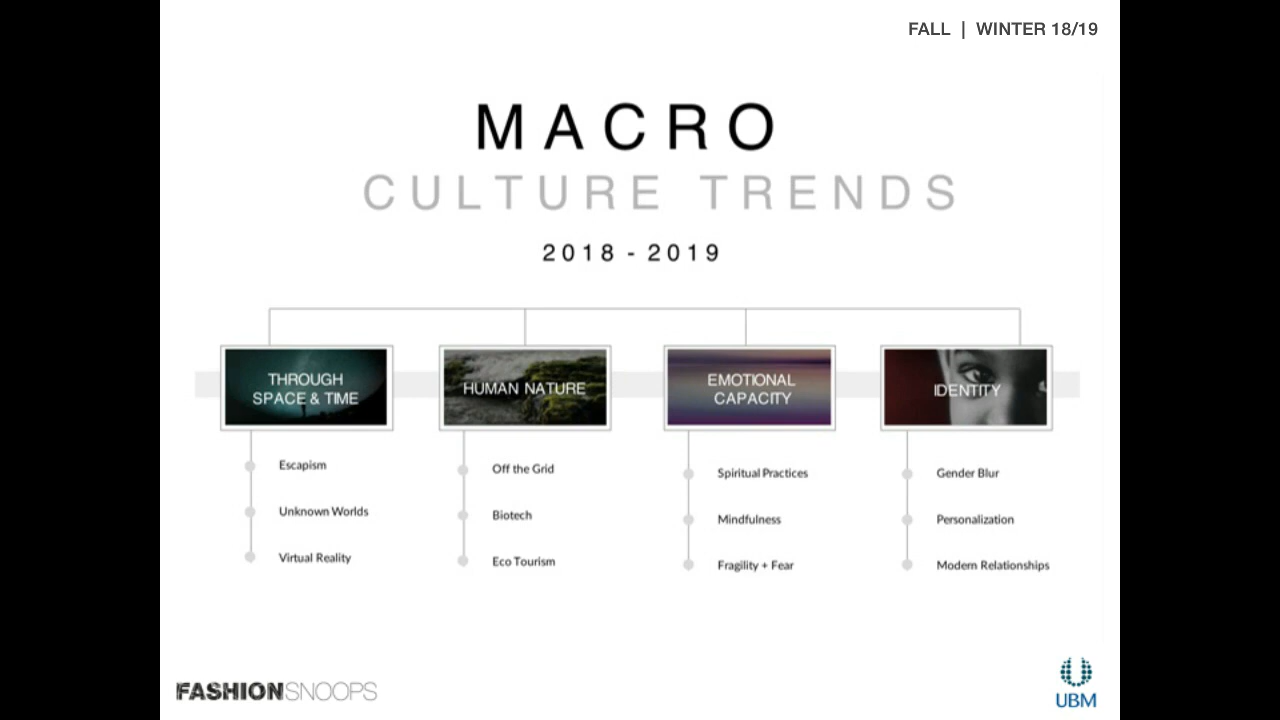 FALL | WINTER 18/19
MACRO
CULTURE TRENDS
2018 - 2019
THROUGH
SPACE & TIME
Escapism
Unknown Worlds
Virtual Reality
HUMAN NATURE
Off the Grid
Biotech
Eco Tourism
EMOTIONAL
CAPACITY
Spiritual Practices
Mindfulness
Fragility + Fear
IDENTITY
Gender Blur
Personalization
Modern Relationships
FASHIONSNOOPS
UBM